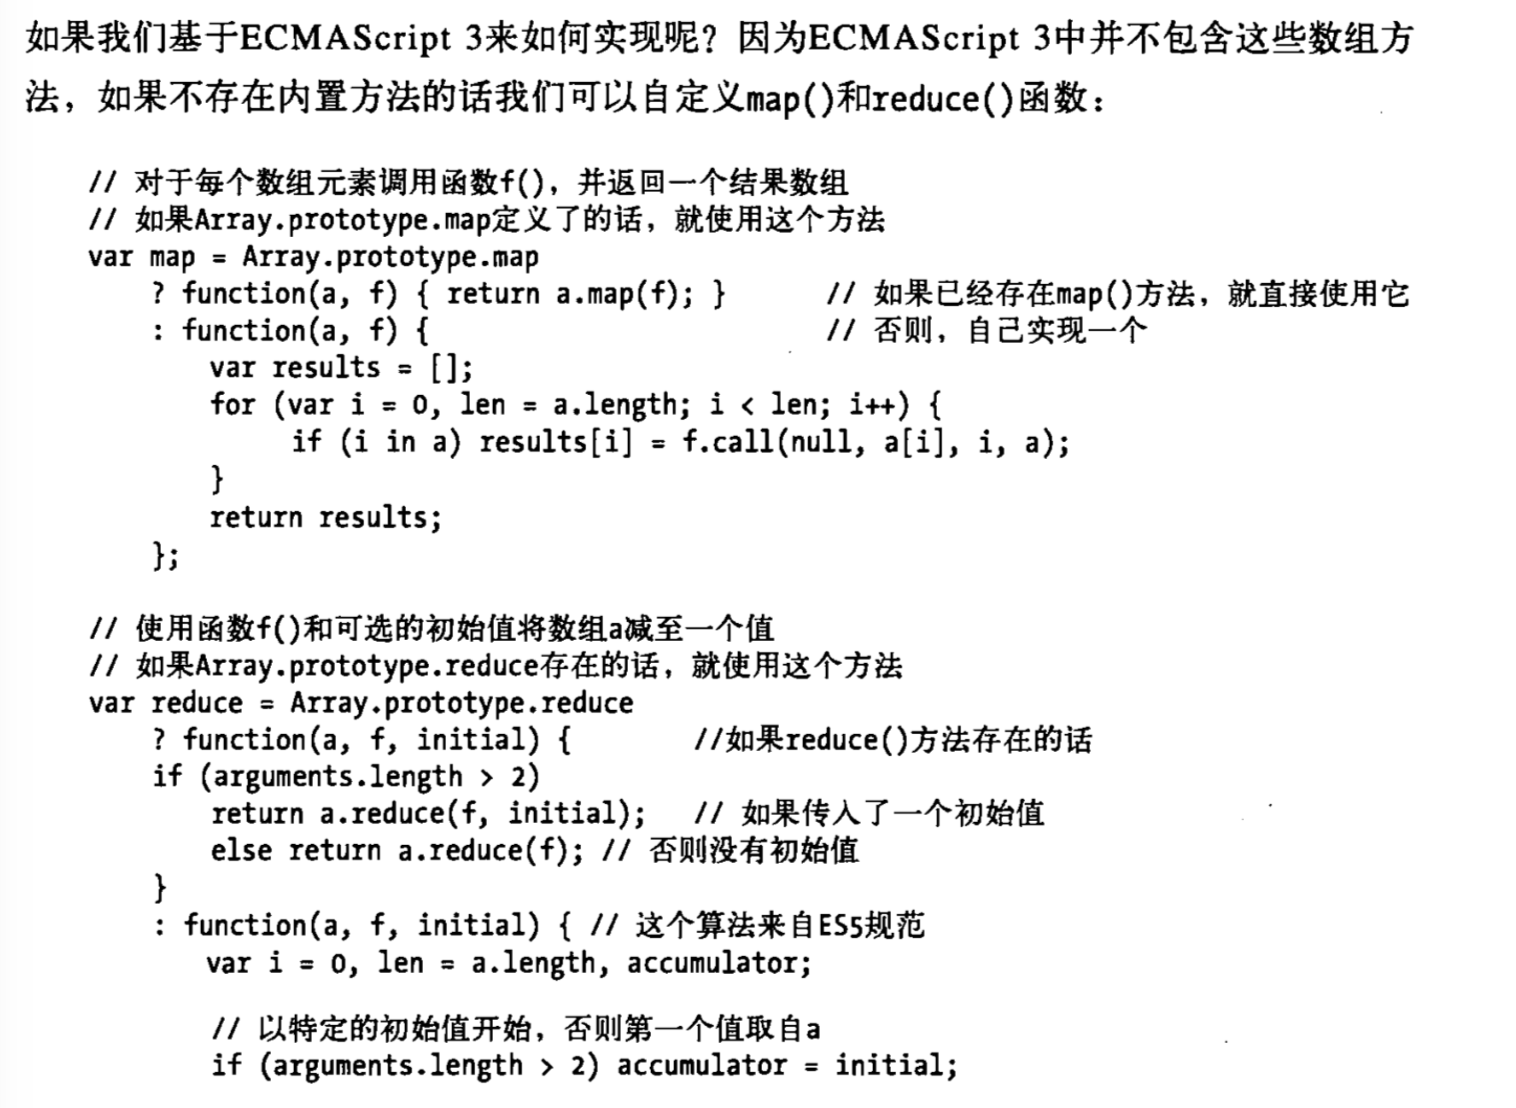 如果我们基于ECMAScript 3来如何实现呢？因为ECMAScript 3中并不包含这些数组方
法，如果不存在内置方法的话我们可以自定义map()和reduce()函数：
// 对于每个数组元素调用函数f()，并返回一个结果数组
// 如果Array.prototype.map定义了的话，就使用这个方法
var map = Array.prototype.map
? function(a, f) { return a.map(f); } // 如果已经存在map()方法，就直接使用它
: function(a, f) { // 否则，自己实现一个
var results = [];
for (var i = 0, len = a.length; i < len; i++) {
if (i in a) results[i] = f.call(null, a[i], i, a);
}
return results;
};
// 使用函数f()和可选的初始值将数组a减至一个值
// 如果Array.prototype.reduce存在的话，就使用这个方法
var reduce = Array.prototype.reduce
? function(a, f, initial) { //如果reduce()方法存在的话
if (arguments.length > 2)
return a.reduce(f, initial); // 如果传入了一个初始值
else return a.reduce(f); // 否则没有初始值
}
: function(a, f, initial) { // 这个算法来自ES5规范
var i = 0, len = a.length, accumulator;
// 以特定的初始值开始，否则第一个值取自a
if (arguments.length > 2) accumulator = initial;